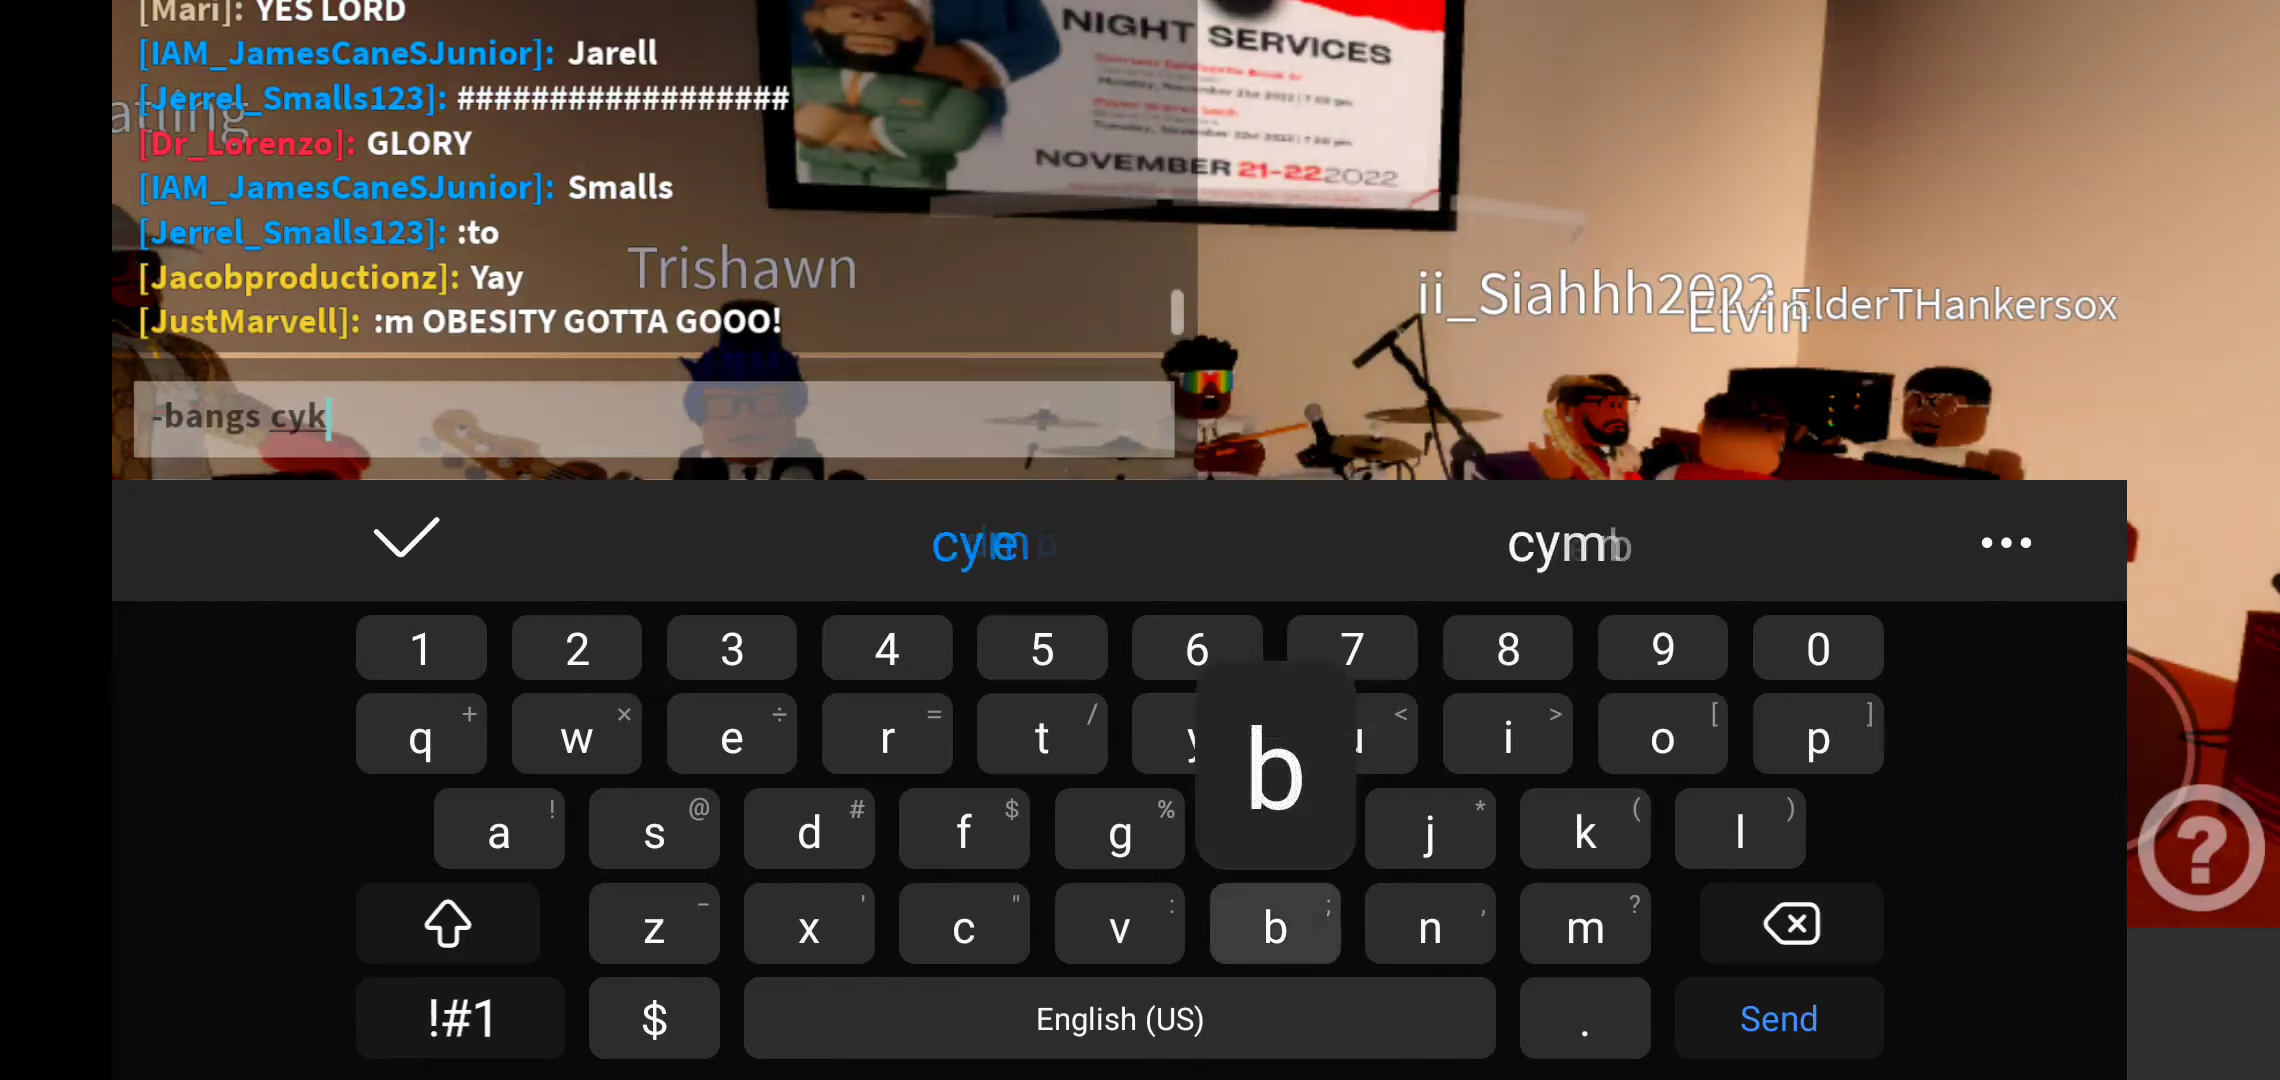 [Mari]: YES LORD
[IAM_JamesCaneSJunior]: Jarell
[Jerrel_Smalls123]: ##################
[Dr_Lorenzo]: GLORY
[IAM_JamesCaneSJunior]: Smalls
[Jerrel_Smalls123]: :to
[Jacobproductionz]: Yay
[JustMarvell]: :m OBESITY GOTTA GOOO!
NIGHT SERVICES
NOVEMBER 21-22 2022
Trishawn
ii_Siahhh2022
Elvin
ElderTHankersox
-bangs cyk
1 2 3 4 5 6 7 8 9 0
q + w × e ÷ r = t / y u < i > o [ p ]
b
a ! s @ d # f $ g % j * k ( l )
z - x ' c " v : b ; n , m ?
!#1 $ English (US) . Send
?